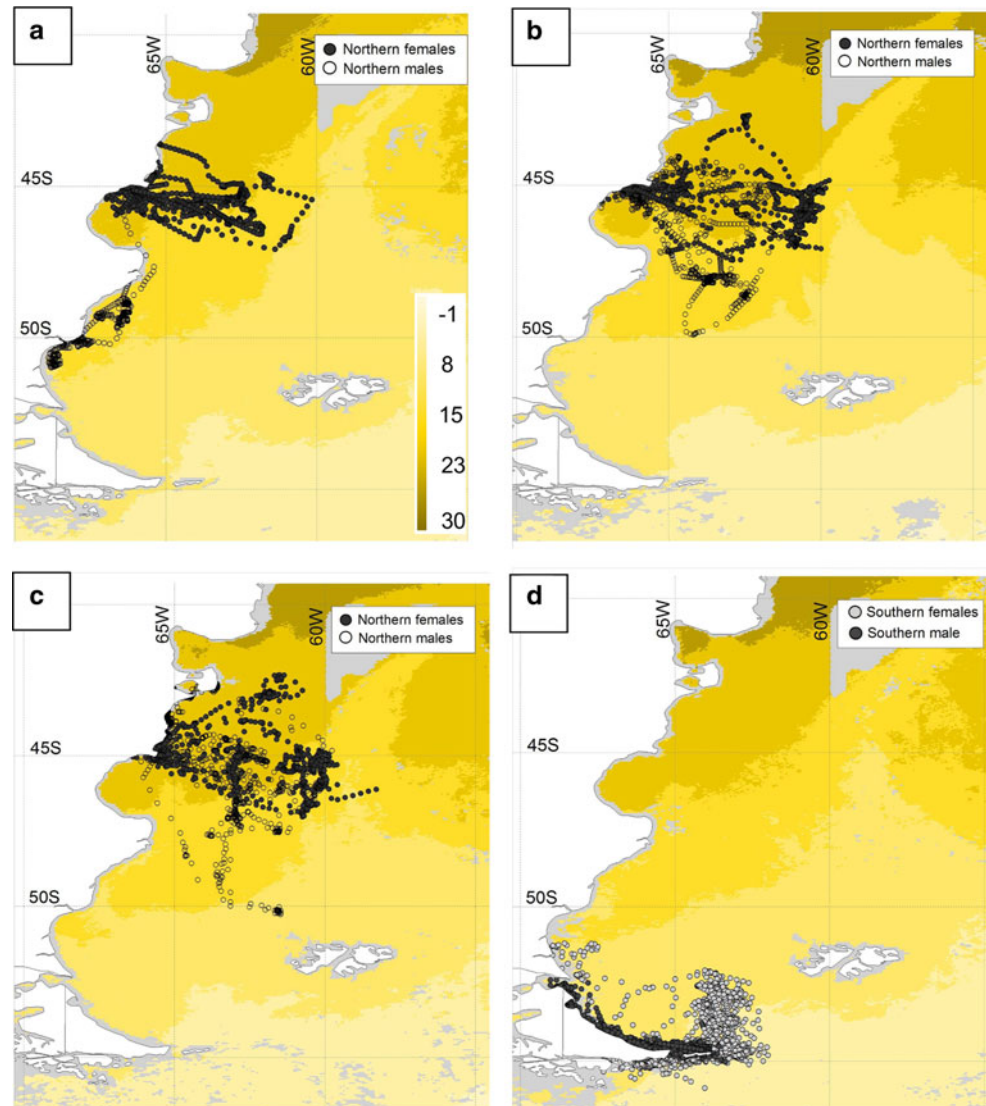 a
65W
60W
Northern females
Northern males
45S
50S
-1
8
15
23
30
b
65W
60W
Northern females
Northern males
45S
50S
c
65W
60W
Northern females
Northern males
45S
50S
d
65W
60W
Southern females
Southern male
45S
50S